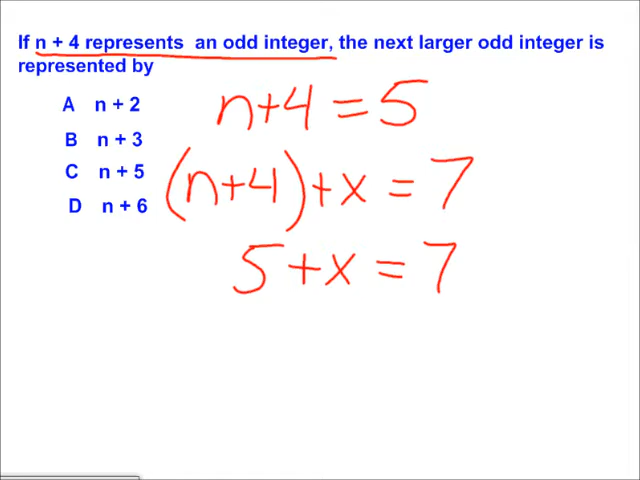 If n + 4 represents an odd integer, the next larger odd integer is
represented by
A n + 2
n+4 = 5
B n + 3
C n + 5
(n+4) + x = 7
D n + 6
5 + x = 7